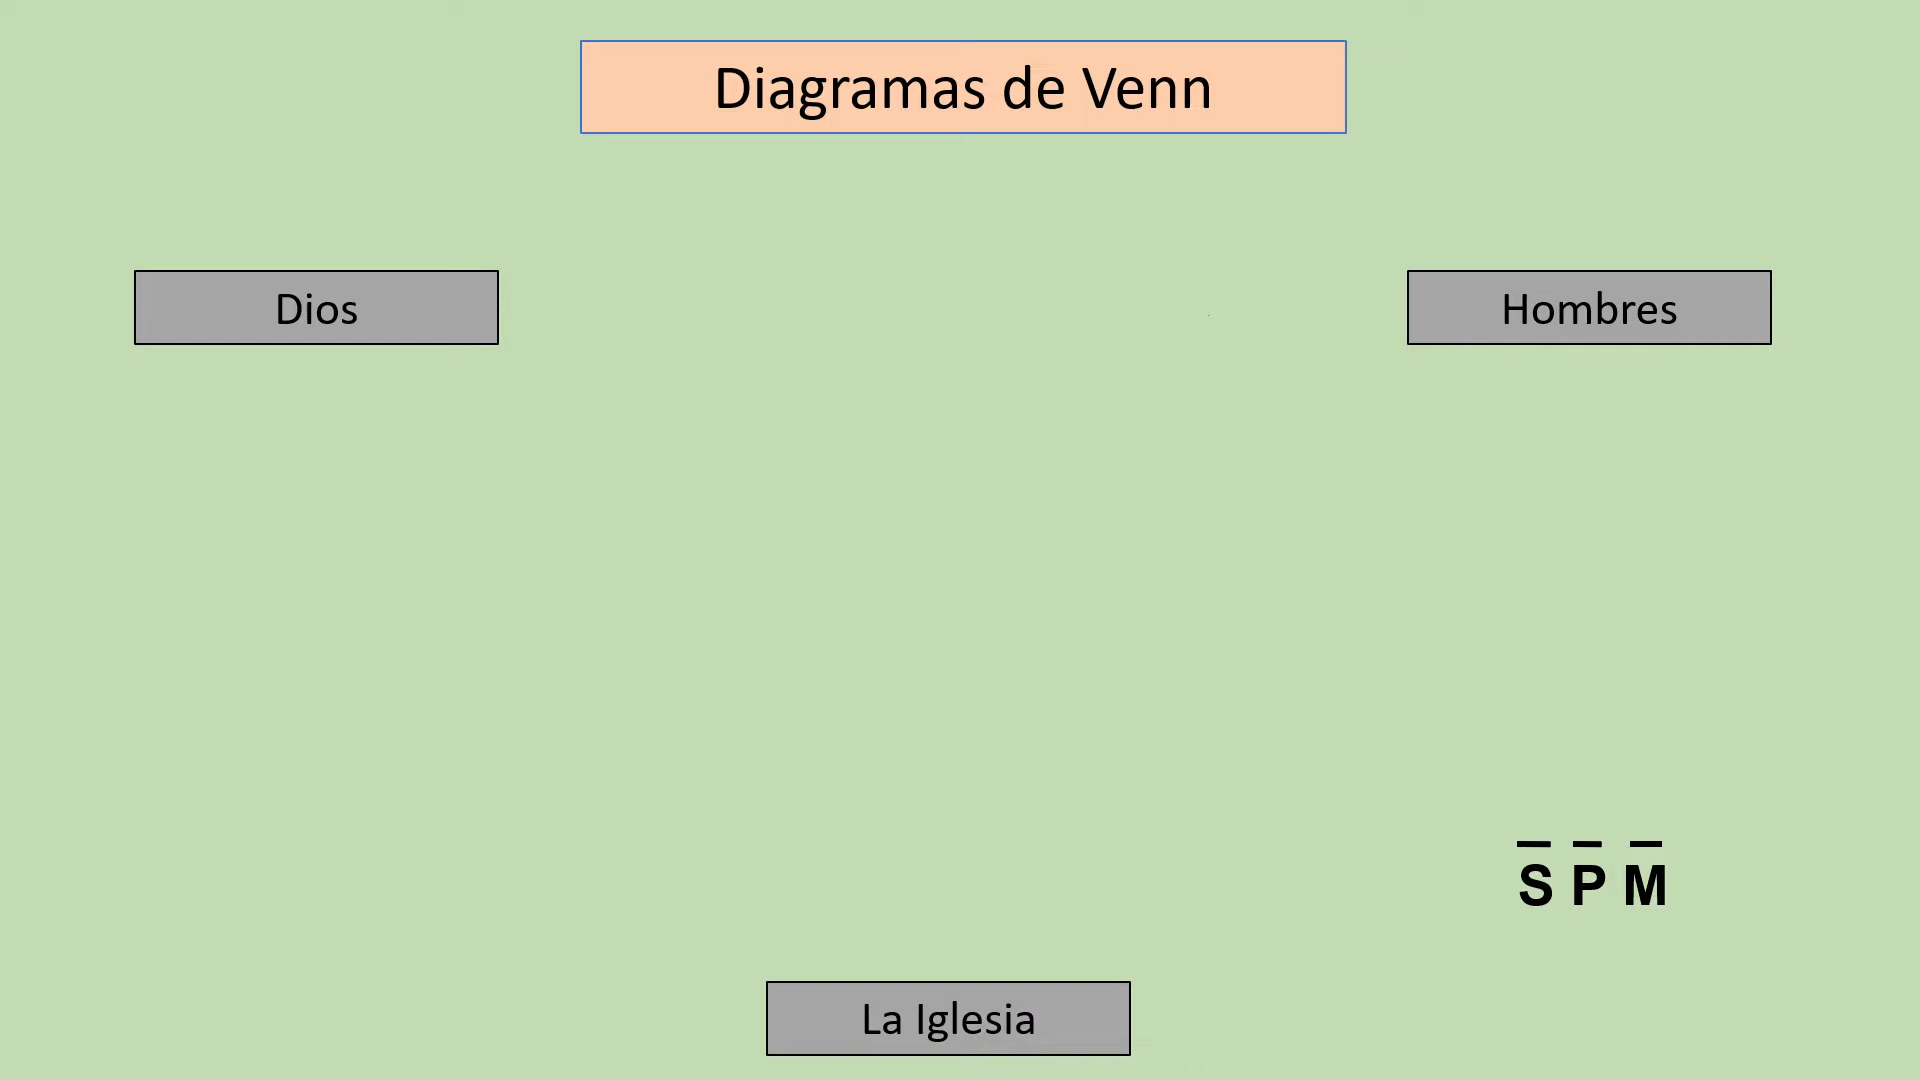 Diagramas de Venn
Dios
Hombres
S̅ P̅ M̅
La Iglesia